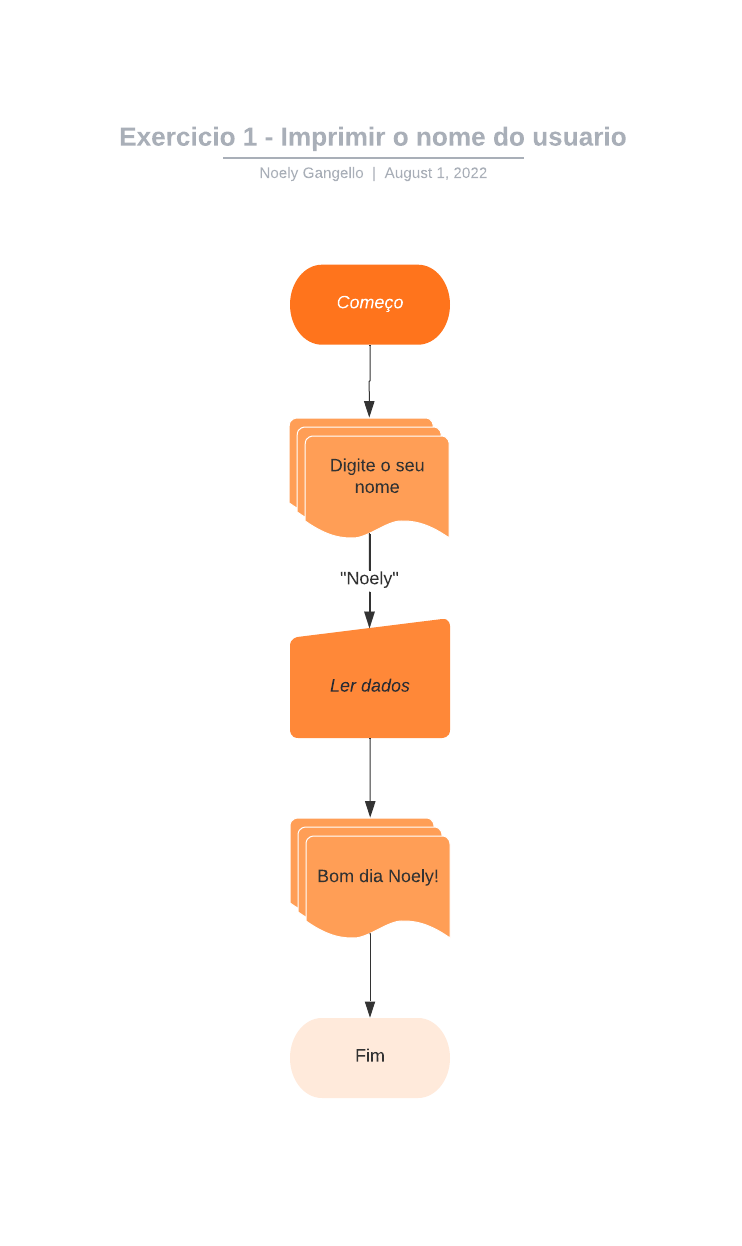 Exercicio 1 - Imprimir o nome do usuario
Noely Gangello | August 1, 2022
Começo
Digite o seu
nome
"Noely"
Ler dados
Bom dia Noely!
Fim